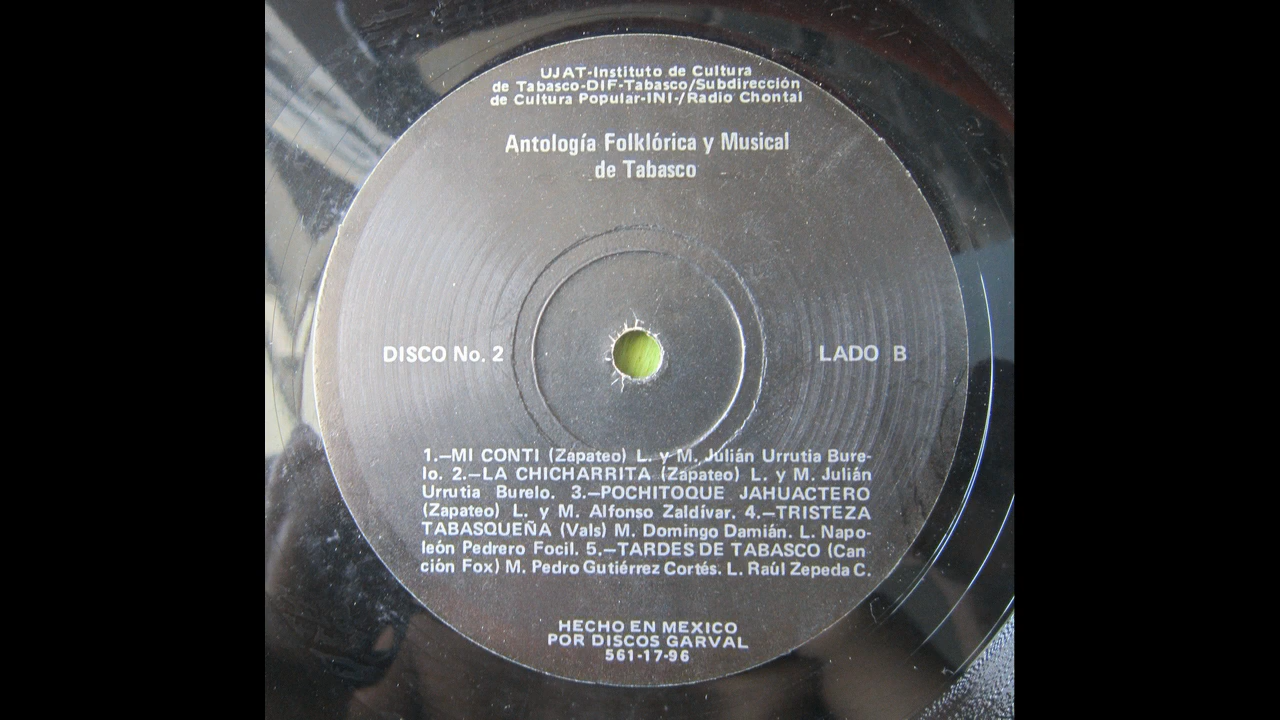 UJAT-Instituto de Cultura
de Tabasco-DIF-Tabasco/Subdirección
de Cultura Popular-INI-/Radio Chontal
Antología Folklórica y Musical
de Tabasco
DISCO No. 2
LADO B
1.—MI CONTI (Zapateo) L. y M. Julián Urrutia Bure-
lo. 2.—LA CHICHARRITA (Zapateo) L. y M. Julián
Urrutia Burelo. 3.—POCHITOQUE JAHUACTERO
(Zapateo) L. y M. Alfonso Zaldívar. 4.—TRISTEZA
TABASQUEÑA (Vals) M. Domingo Damián. L. Napo-
león Pedrero Focil. 5.—TARDES DE TABASCO (Can
ción Fox) M. Pedro Gutiérrez Cortés. L. Raúl Zepeda C.
HECHO EN MEXICO
POR DISCOS GARVAL
561-17-96